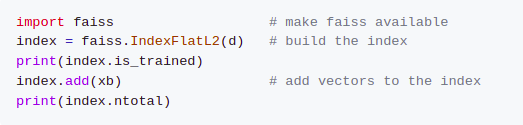 import faiss                   # make faiss available
index = faiss.IndexFlatL2(d)   # build the index
print(index.is_trained)
index.add(xb)                  # add vectors to the index
print(index.ntotal)